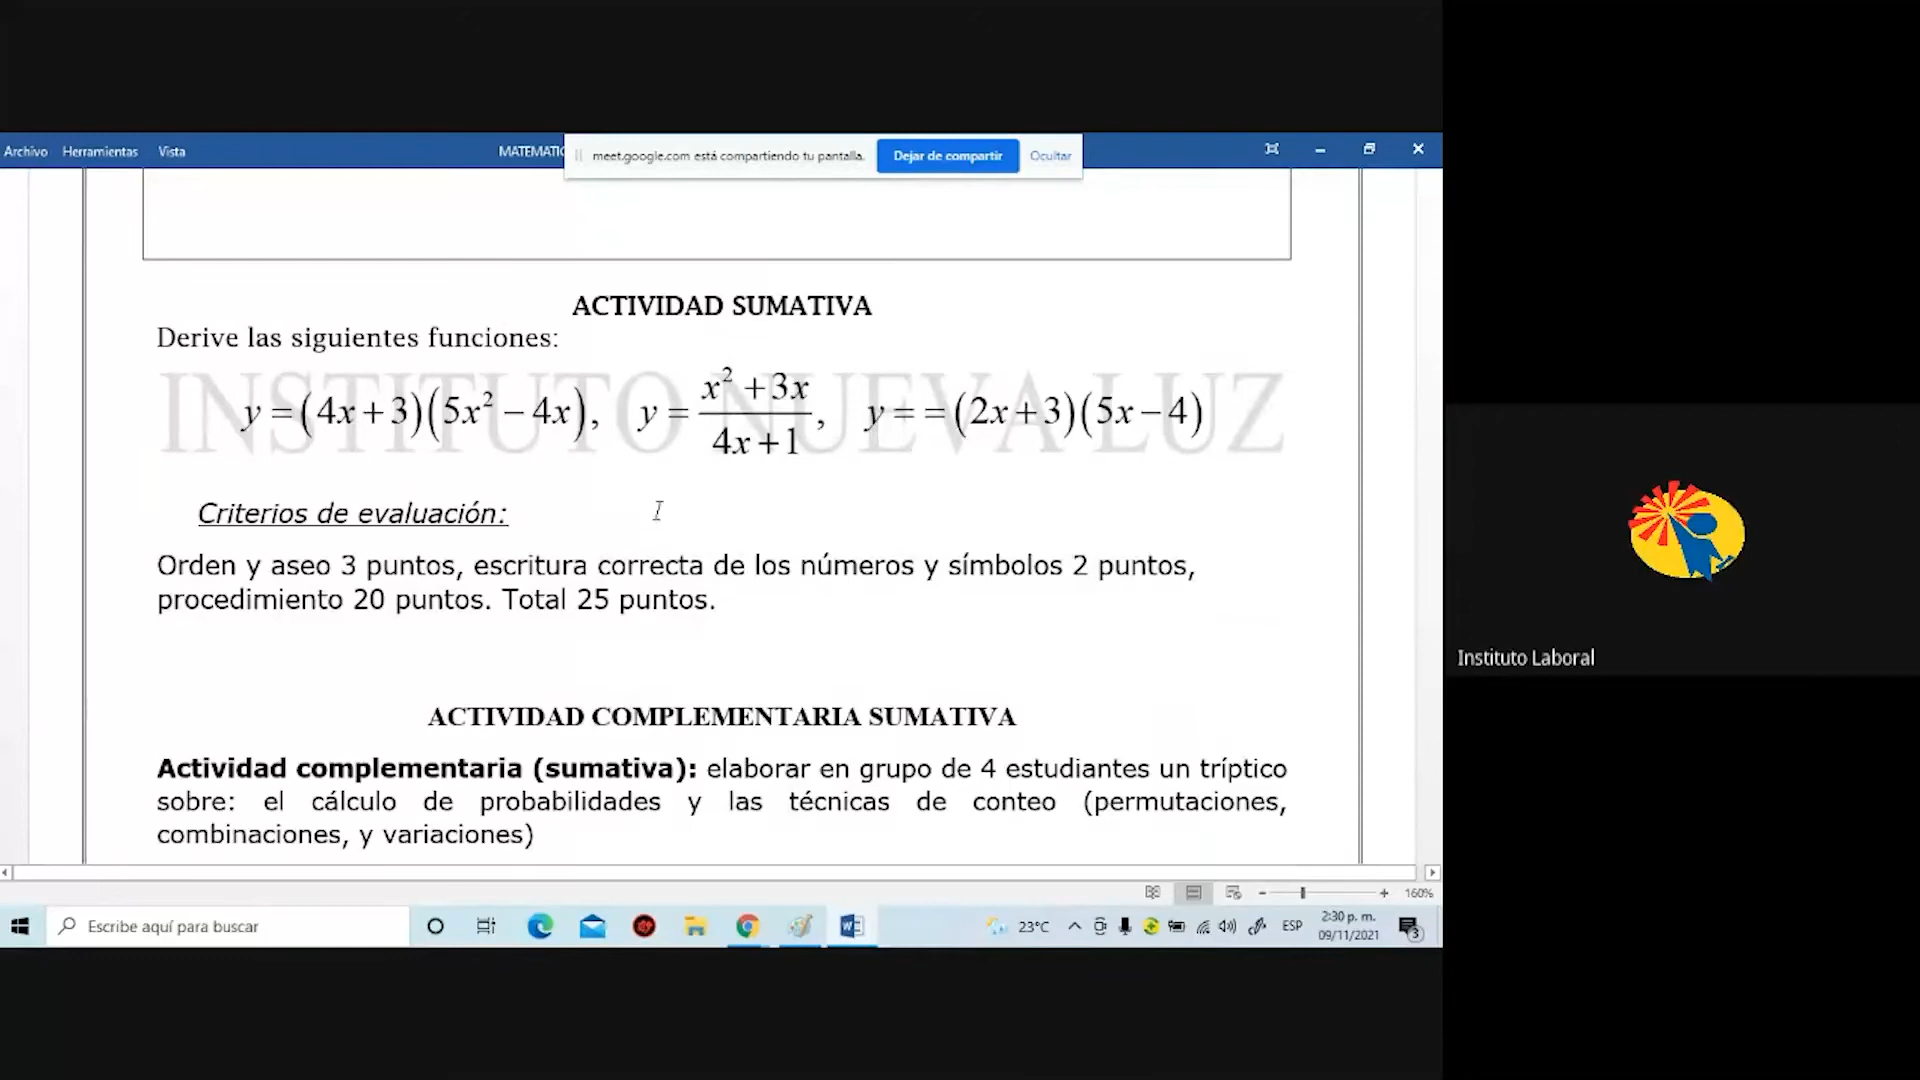 Archivo Herramientas Vista MATEMATIC
meet.google.com está compartiendo tu pantalla. Dejar de compartir Ocultar
ACTIVIDAD SUMATIVA
Derive las siguientes funciones:
INSTITUTO NUEVA LUZ
y = (4x + 3)(5x² − 4x), y = (x² + 3x)/(4x + 1), y = = (2x + 3)(5x − 4)
Criterios de evaluación:
Orden y aseo 3 puntos, escritura correcta de los números y símbolos 2 puntos,
procedimiento 20 puntos. Total 25 puntos.
Instituto Laboral
ACTIVIDAD COMPLEMENTARIA SUMATIVA
Actividad complementaria (sumativa): elaborar en grupo de 4 estudiantes un tríptico
sobre: el cálculo de probabilidades y las técnicas de conteo (permutaciones,
combinaciones, y variaciones)
160%
Escribe aquí para buscar
23°C ESP
2:30 p. m.
09/11/2021
3